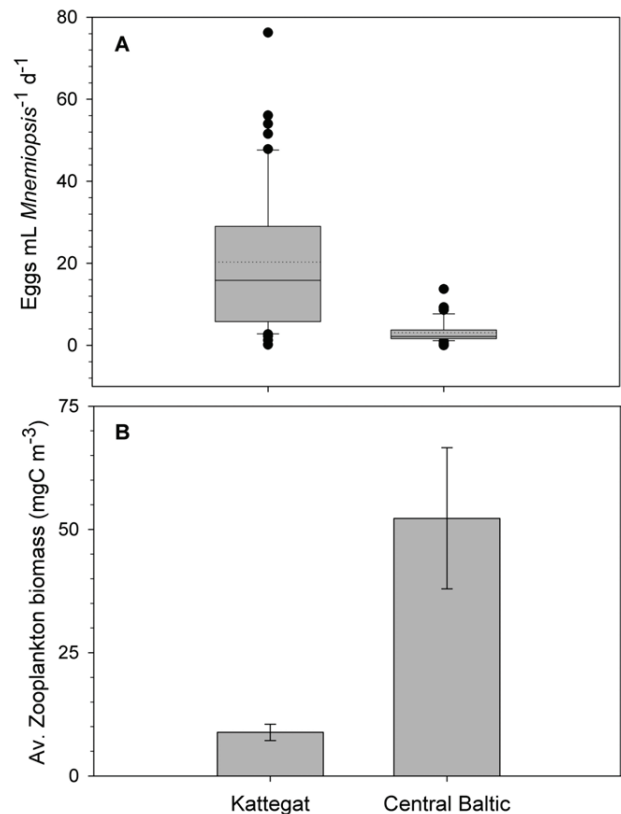 A
Eggs mL Mnemiopsis⁻¹ d⁻¹
80
60
40
20
0
B
Av. Zooplankton biomass (mgC m⁻³)
75
50
25
0
Kattegat Central Baltic